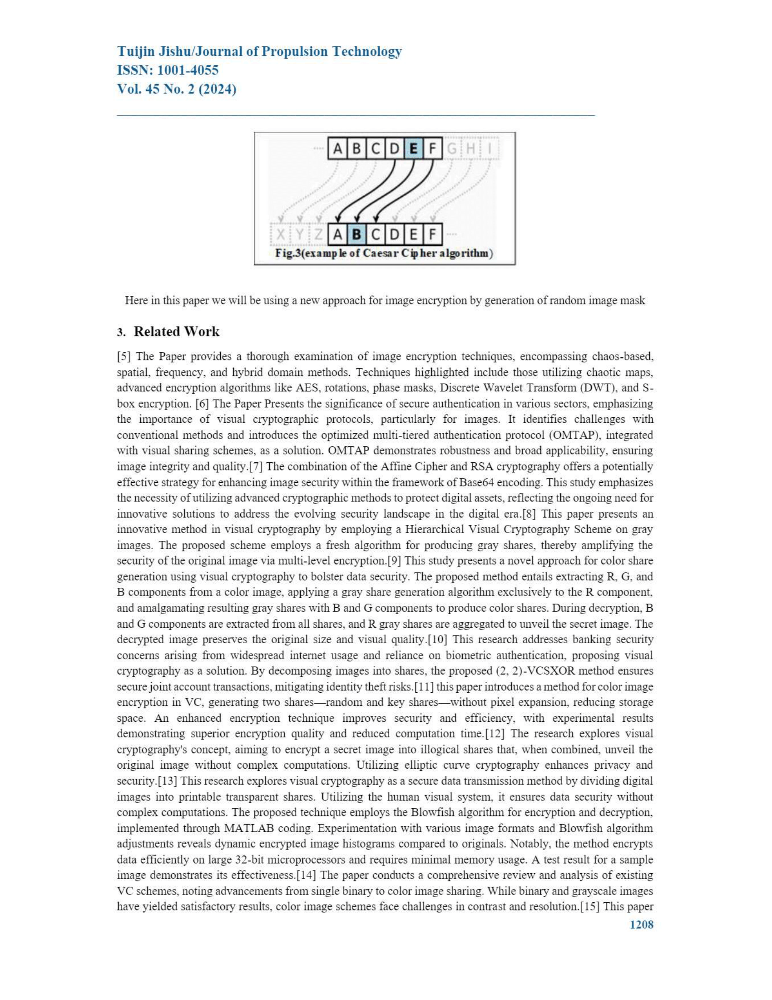 Tuijin Jishu/Journal of Propulsion Technology
ISSN: 1001-4055
Vol. 45 No. 2 (2024)
.... A B C D E F G H I
X Y Z A B C D E F ....
Fig.3(example of Caesar Cipher algorithm)
Here in this paper we will be using a new approach for image encryption by generation of random image mask
3. Related Work
[5] The Paper provides a thorough examination of image encryption techniques, encompassing chaos-based,
spatial, frequency, and hybrid domain methods. Techniques highlighted include those utilizing chaotic maps,
advanced encryption algorithms like AES, rotations, phase masks, Discrete Wavelet Transform (DWT), and S-
box encryption. [6] The Paper Presents the significance of secure authentication in various sectors, emphasizing
the importance of visual cryptographic protocols, particularly for images. It identifies challenges with
conventional methods and introduces the optimized multi-tiered authentication protocol (OMTAP), integrated
with visual sharing schemes, as a solution. OMTAP demonstrates robustness and broad applicability, ensuring
image integrity and quality.[7] The combination of the Affine Cipher and RSA cryptography offers a potentially
effective strategy for enhancing image security within the framework of Base64 encoding. This study emphasizes
the necessity of utilizing advanced cryptographic methods to protect digital assets, reflecting the ongoing need for
innovative solutions to address the evolving security landscape in the digital era.[8] This paper presents an
innovative method in visual cryptography by employing a Hierarchical Visual Cryptography Scheme on gray
images. The proposed scheme employs a fresh algorithm for producing gray shares, thereby amplifying the
security of the original image via multi-level encryption.[9] This study presents a novel approach for color share
generation using visual cryptography to bolster data security. The proposed method entails extracting R, G, and
B components from a color image, applying a gray share generation algorithm exclusively to the R component,
and amalgamating resulting gray shares with B and G components to produce color shares. During decryption, B
and G components are extracted from all shares, and R gray shares are aggregated to unveil the secret image. The
decrypted image preserves the original size and visual quality.[10] This research addresses banking security
concerns arising from widespread internet usage and reliance on biometric authentication, proposing visual
cryptography as a solution. By decomposing images into shares, the proposed (2, 2)-VCSXOR method ensures
secure joint account transactions, mitigating identity theft risks.[11] this paper introduces a method for color image
encryption in VC, generating two shares—random and key shares—without pixel expansion, reducing storage
space. An enhanced encryption technique improves security and efficiency, with experimental results
demonstrating superior encryption quality and reduced computation time.[12] The research explores visual
cryptography's concept, aiming to encrypt a secret image into illogical shares that, when combined, unveil the
original image without complex computations. Utilizing elliptic curve cryptography enhances privacy and
security.[13] This research explores visual cryptography as a secure data transmission method by dividing digital
images into printable transparent shares. Utilizing the human visual system, it ensures data security without
complex computations. The proposed technique employs the Blowfish algorithm for encryption and decryption,
implemented through MATLAB coding. Experimentation with various image formats and Blowfish algorithm
adjustments reveals dynamic encrypted image histograms compared to originals. Notably, the method encrypts
data efficiently on large 32-bit microprocessors and requires minimal memory usage. A test result for a sample
image demonstrates its effectiveness.[14] The paper conducts a comprehensive review and analysis of existing
VC schemes, noting advancements from single binary to color image sharing. While binary and grayscale images
have yielded satisfactory results, color image schemes face challenges in contrast and resolution.[15] This paper
1208